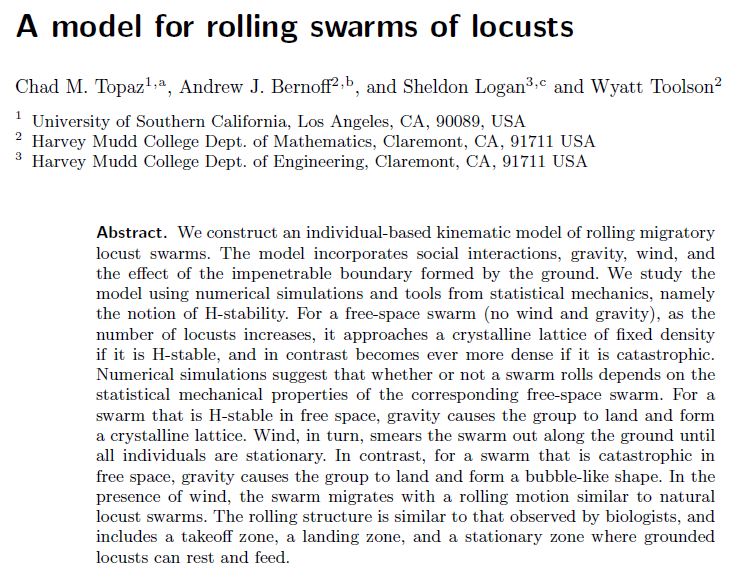 A model for rolling swarms of locusts
Chad M. Topaz1,a, Andrew J. Bernoff2,b, and Sheldon Logan3,c and Wyatt Toolson2
1 University of Southern California, Los Angeles, CA, 90089, USA
2 Harvey Mudd College Dept. of Mathematics, Claremont, CA, 91711 USA
3 Harvey Mudd College Dept. of Engineering, Claremont, CA, 91711 USA
Abstract. We construct an individual-based kinematic model of rolling migratory
locust swarms. The model incorporates social interactions, gravity, wind, and
the effect of the impenetrable boundary formed by the ground. We study the
model using numerical simulations and tools from statistical mechanics, namely
the notion of H-stability. For a free-space swarm (no wind and gravity), as the
number of locusts increases, it approaches a crystalline lattice of fixed density
if it is H-stable, and in contrast becomes ever more dense if it is catastrophic.
Numerical simulations suggest that whether or not a swarm rolls depends on the
statistical mechanical properties of the corresponding free-space swarm. For a
swarm that is H-stable in free space, gravity causes the group to land and form
a crystalline lattice. Wind, in turn, smears the swarm out along the ground until
all individuals are stationary. In contrast, for a swarm that is catastrophic in
free space, gravity causes the group to land and form a bubble-like shape. In the
presence of wind, the swarm migrates with a rolling motion similar to natural
locust swarms. The rolling structure is similar to that observed by biologists, and
includes a takeoff zone, a landing zone, and a stationary zone where grounded
locusts can rest and feed.